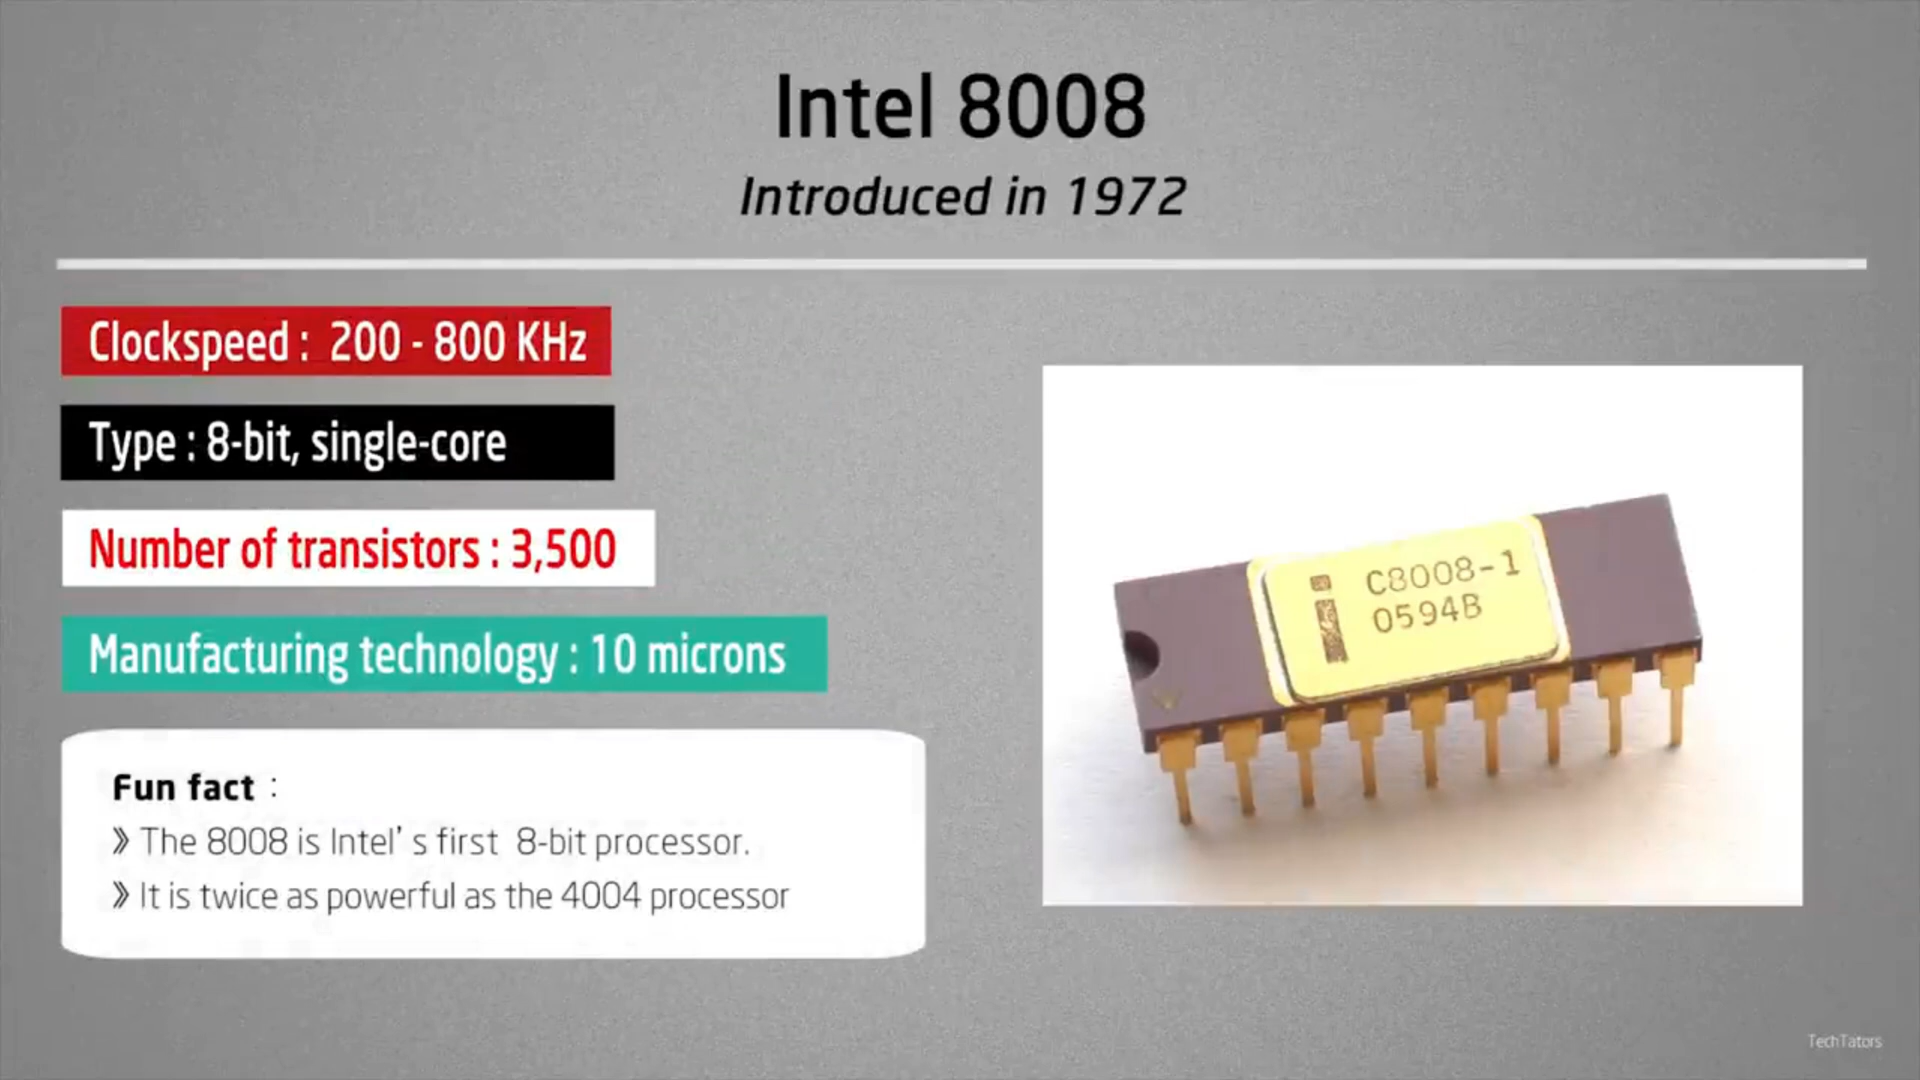 Intel 8008
Introduced in 1972
Clockspeed : 200 - 800 KHz
Type : 8-bit, single-core
Number of transistors : 3,500
Manufacturing technology : 10 microns
Fun fact :
» The 8008 is Intel's first 8-bit processor.
» It is twice as powerful as the 4004 processor
i
C8008-1
0594B
TechTators